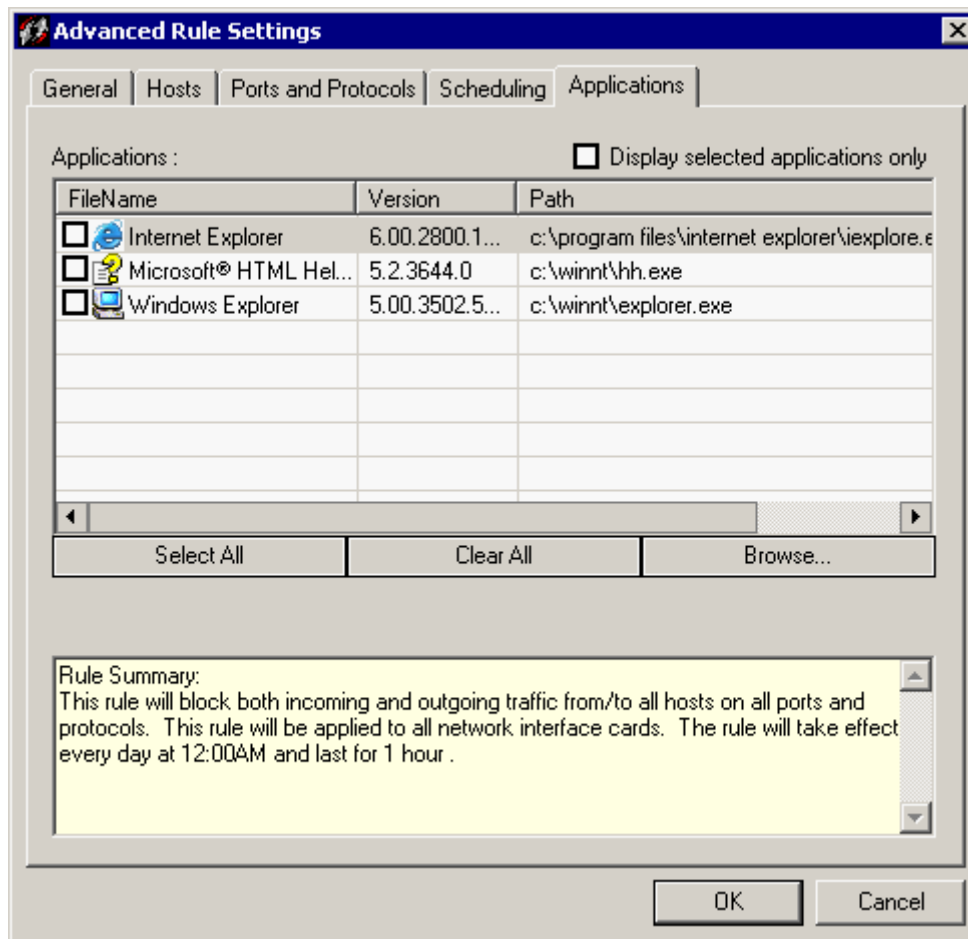 Advanced Rule Settings
General Hosts Ports and Protocols Scheduling Applications
Applications : Display selected applications only
FileName Version Path
Internet Explorer 6.00.2800.1... c:\program files\internet explorer\iexplore.e
Microsoft® HTML Hel... 5.2.3644.0 c:\winnt\hh.exe
Windows Explorer 5.00.3502.5... c:\winnt\explorer.exe
Select All Clear All Browse...
Rule Summary:
This rule will block both incoming and outgoing traffic from/to all hosts on all ports and
protocols. This rule will be applied to all network interface cards. The rule will take effect
every day at 12:00AM and last for 1 hour .
OK Cancel